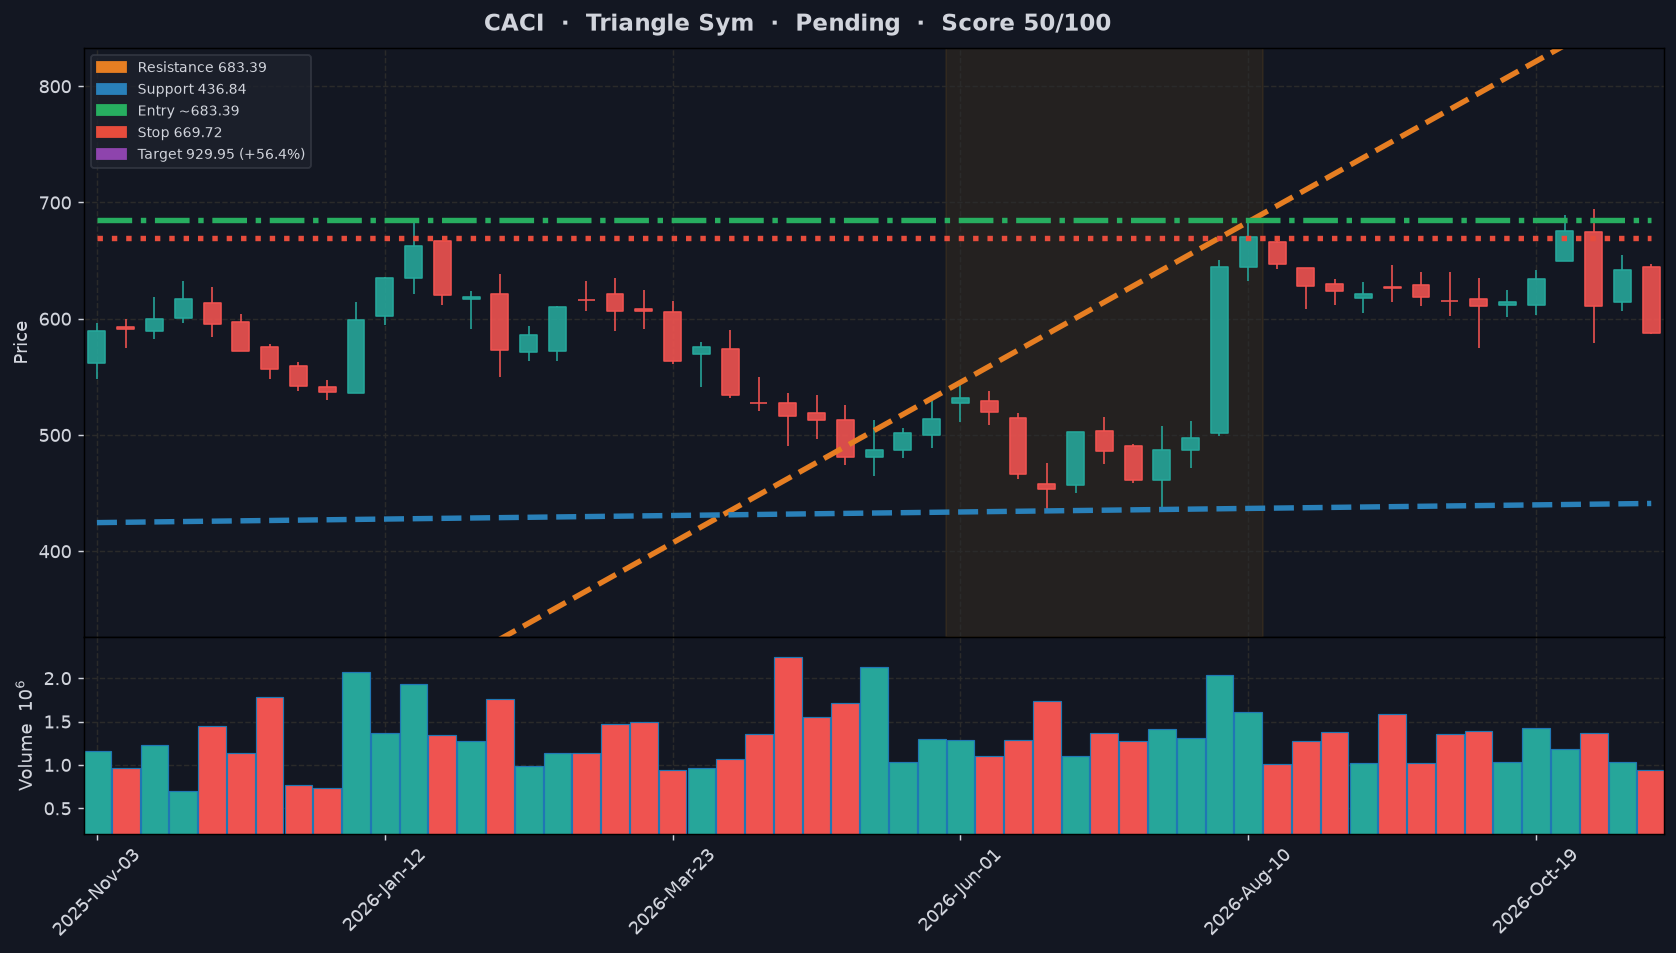 CACI · Triangle Sym · Pending · Score 50/100
Resistance 683.39
Support 436.84
Entry ~683.39
Stop 669.72
Target 929.95 (+56.4%)
Price
800
700
600
500
400
Volume 10⁶
2.0
1.5
1.0
0.5
2025-Nov-03
2026-Jan-12
2026-Mar-23
2026-Jun-01
2026-Aug-10
2026-Oct-19